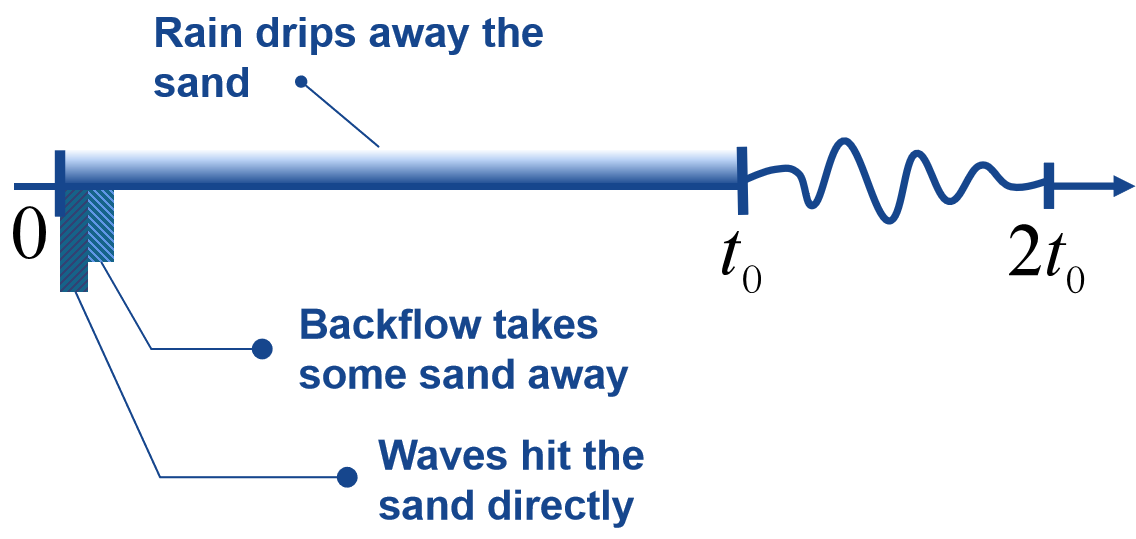 Rain drips away the
sand
0
t0
2t0
Backflow takes
some sand away
Waves hit the
sand directly